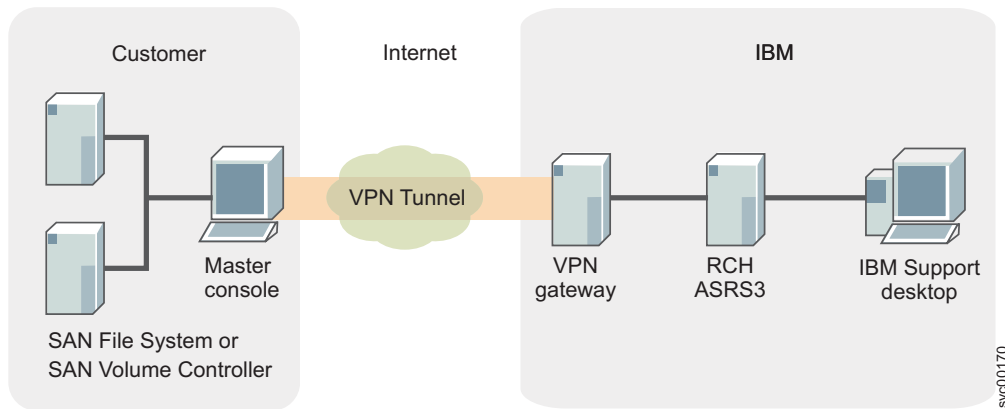 Customer
Internet
IBM
VPN Tunnel
Master
console
VPN
gateway
RCH
ASRS3
IBM Support
desktop
SAN File System or
SAN Volume Controller
svc00170